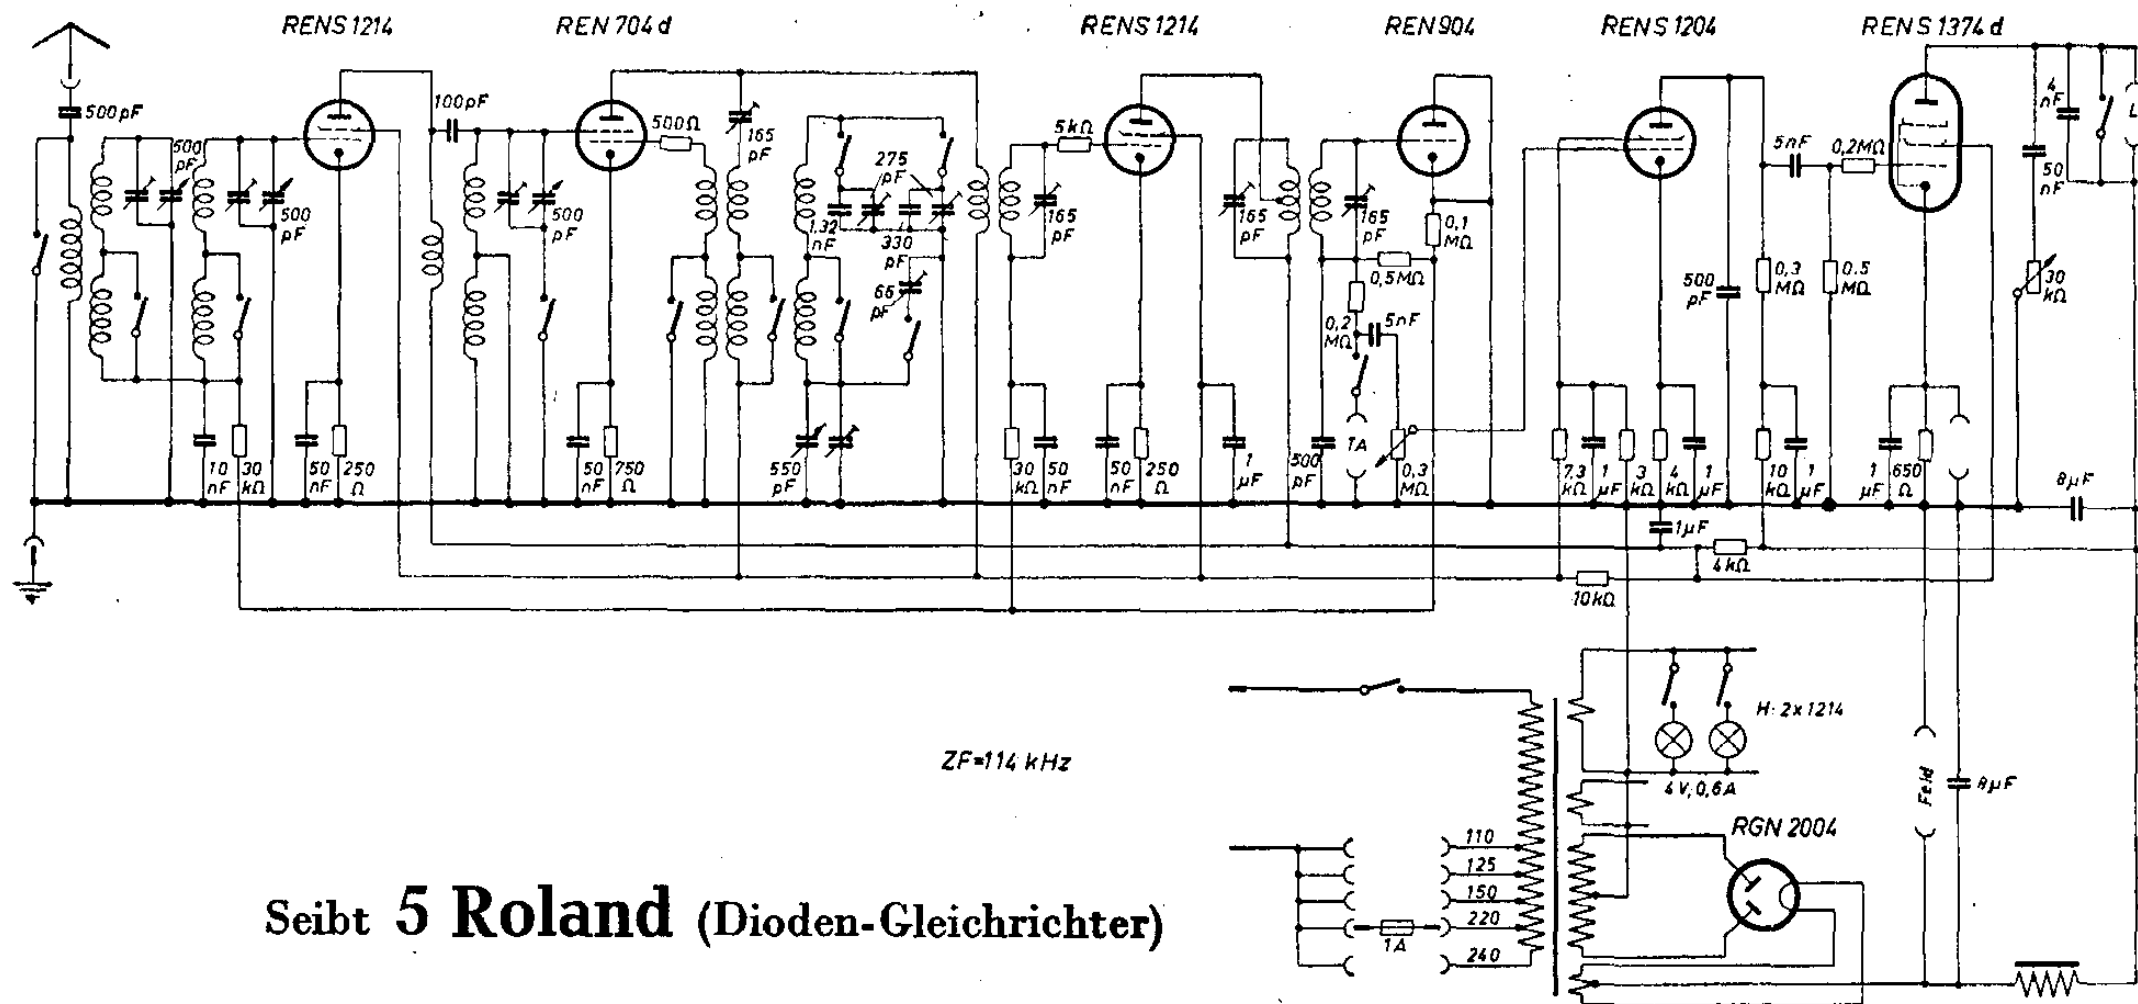 RENS 1214 REN 704 d RENS 1214 REN 904 RENS 1204 RENS 1374 d
500 pF
500 pF
500 pF
100 pF
500 pF
500 Ω
165 pF
275 pF
1,32 nF
330 pF
66 pF
5 kΩ
165 pF
165 pF
165 pF
0,1 MΩ
0,5 MΩ
0,2 MΩ
5 nF
TA
500 pF
5 nF
0,2 MΩ
0,3 MΩ
0.5 MΩ
4 nF
L
50 nF
30 kΩ
10 nF
30 kΩ
50 nF
250 Ω
50 nF
750 Ω
550 pF
30 kΩ
50 nF
50 nF
250 Ω
1 µF
500 pF
0,3 MΩ
7,3 kΩ
1 µF
3 kΩ
4 kΩ
1 µF
10 kΩ
1 µF
1 µF
650 Ω
8 µF
1 µF
4 kΩ
10 kΩ
H: 2 x 1214
ZF = 114 kHz
4 V; 0,6 A
Feld
8 µF
RGN 2004
110
125
150
220
1 A
240
Seibt 5 Roland (Dioden-Gleichrichter)